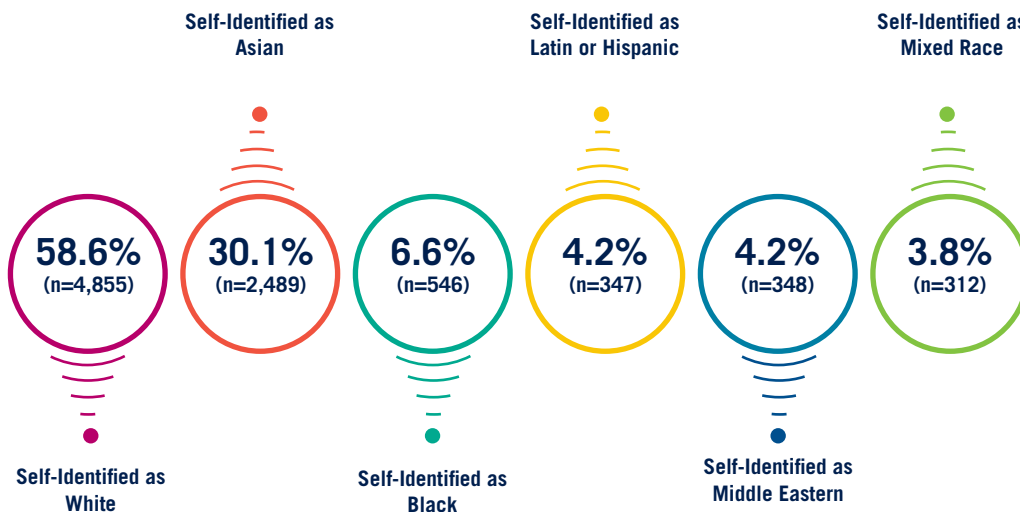 Self-Identified as
Asian
Self-Identified as
Latin or Hispanic
Self-Identified as
Mixed Race
58.6%
(n=4,855)
30.1%
(n=2,489)
6.6%
(n=546)
4.2%
(n=347)
4.2%
(n=348)
3.8%
(n=312)
Self-Identified as
White
Self-Identified as
Black
Self-Identified as
Middle Eastern